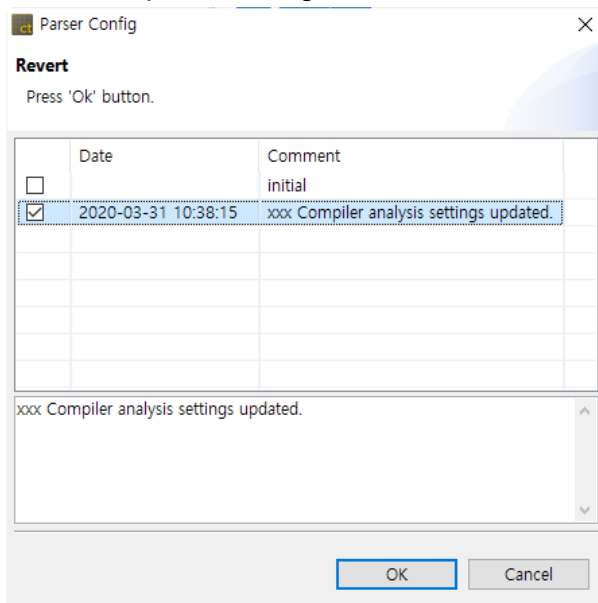 ct Parser Config
Revert
Press 'Ok' button.
Date Comment
initial
2020-03-31 10:38:15 xxx Compiler analysis settings updated.
xxx Compiler analysis settings updated.
OK Cancel